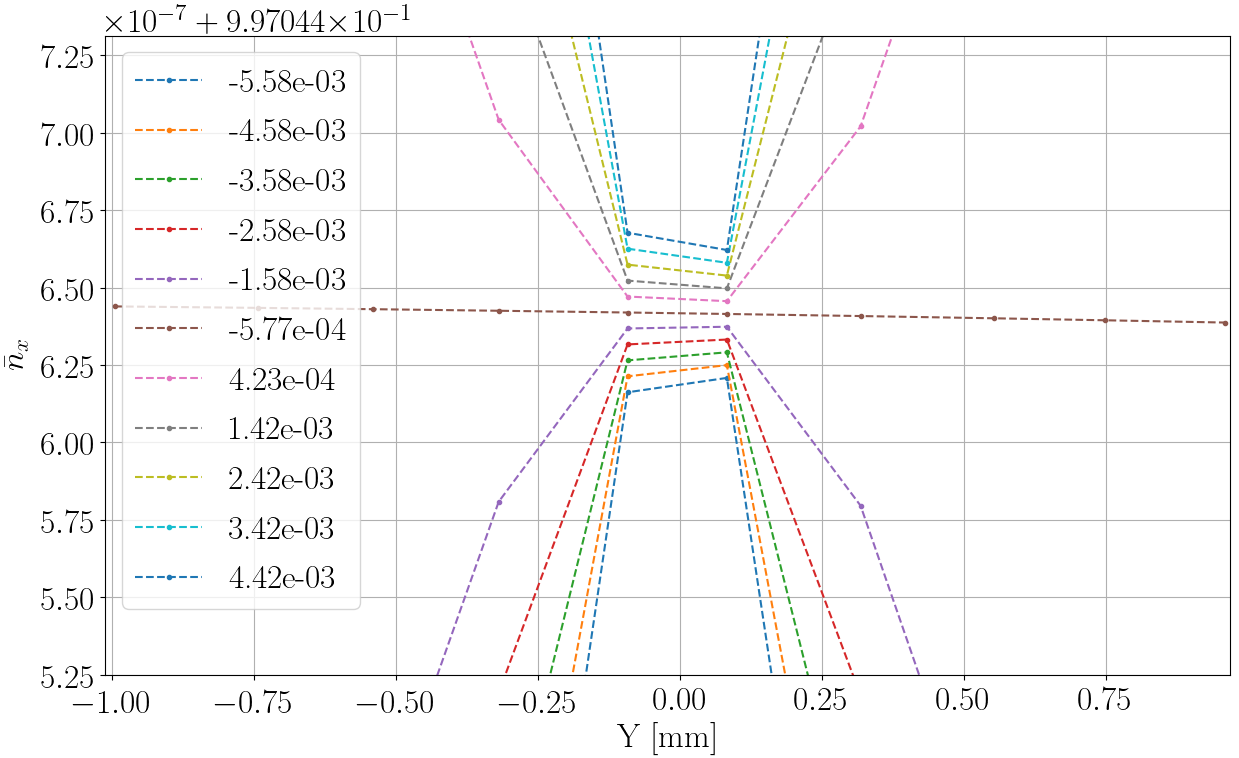 ×10⁻⁷ + 9.97044×10⁻¹
7.25
7.00
6.75
6.50
6.25
6.00
5.75
5.50
5.25
n̄ₓ
-5.58e-03
-4.58e-03
-3.58e-03
-2.58e-03
-1.58e-03
-5.77e-04
4.23e-04
1.42e-03
2.42e-03
3.42e-03
4.42e-03
−1.00 −0.75 −0.50 −0.25 0.00 0.25 0.50 0.75
Y [mm]